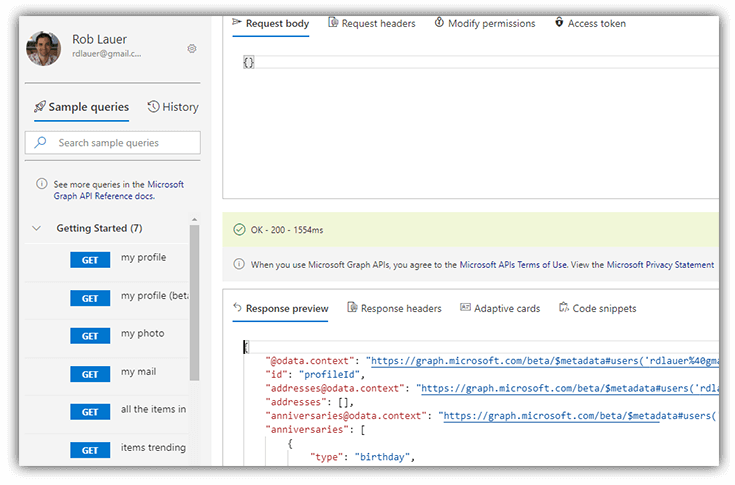 Rob Lauer
rdlauer@gmail.c...
Sample queries
History
Search sample queries
See more queries in the Microsoft
Graph API Reference docs.
Getting Started (7)
GET my profile
GET my profile (beta
GET my photo
GET my mail
GET all the items in
GET items trending
Request body
Request headers
Modify permissions
Access token
{}
OK - 200 - 1554ms
When you use Microsoft Graph APIs, you agree to the Microsoft APIs Terms of Use. View the Microsoft Privacy Statement
Response preview
Response headers
Adaptive cards
Code snippets
{
"@odata.context": "https://graph.microsoft.com/beta/$metadata#users('rdlauer%40gma
"id": "profileId",
"addresses@odata.context": "https://graph.microsoft.com/beta/$metadata#users('rdla
"addresses": [],
"anniversaries@odata.context": "https://graph.microsoft.com/beta/$metadata#users('
"anniversaries": [
{
"type": "birthday",